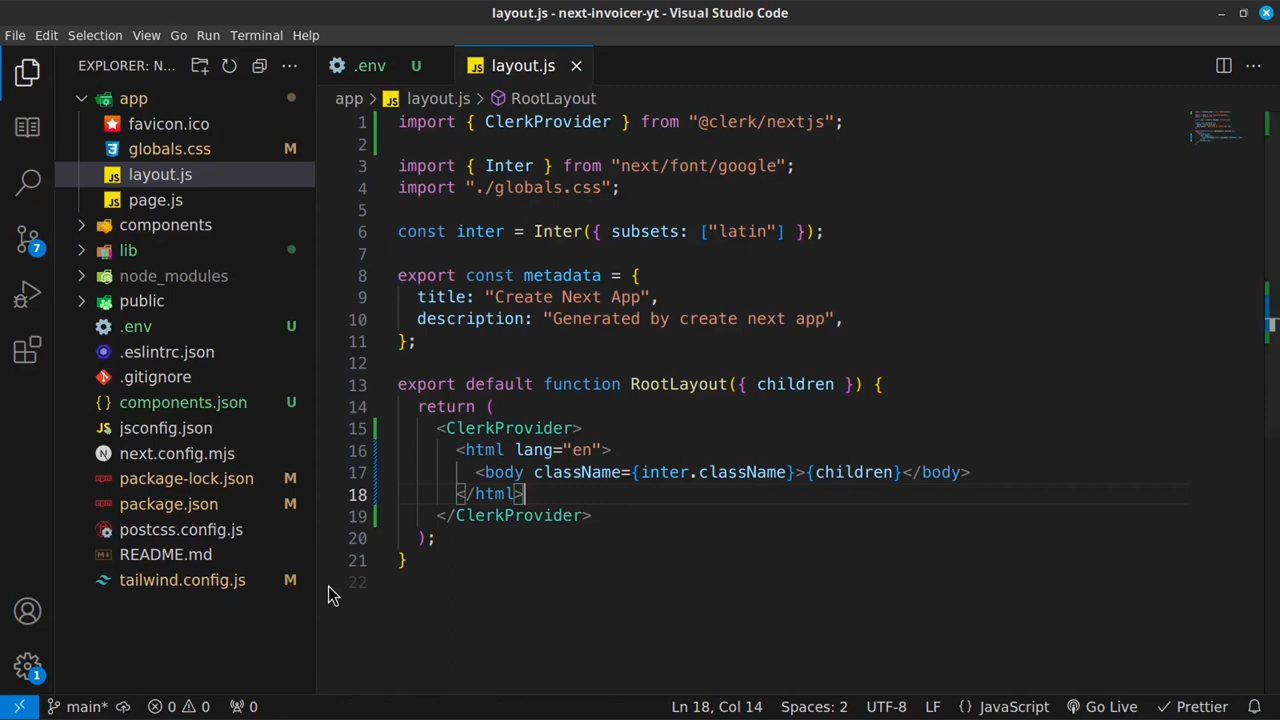 layout.js - next-invoicer-yt - Visual Studio Code
File Edit Selection View Go Run Terminal Help
EXPLORER: N...
app
favicon.ico
globals.css M
layout.js
page.js
components
lib
node_modules
public
.env U
.eslintrc.json
.gitignore
components.json U
jsconfig.json
next.config.mjs
package-lock.json M
package.json M
postcss.config.js
README.md
tailwind.config.js M
7
1
.env U
JS layout.js
app > JS layout.js > RootLayout
1 import { ClerkProvider } from "@clerk/nextjs";
2
3 import { Inter } from "next/font/google";
4 import "./globals.css";
5
6 const inter = Inter({ subsets: ["latin"] });
7
8 export const metadata = {
9 title: "Create Next App",
10 description: "Generated by create next app",
11 };
12
13 export default function RootLayout({ children }) {
14 return (
15 <ClerkProvider>
16 <html lang="en">
17 <body className={inter.className}>{children}</body>
18 </html>
19 </ClerkProvider>
20 );
21 }
22
main* 0 0 0 Ln 18, Col 14 Spaces: 2 UTF-8 LF {} JavaScript Go Live Prettier